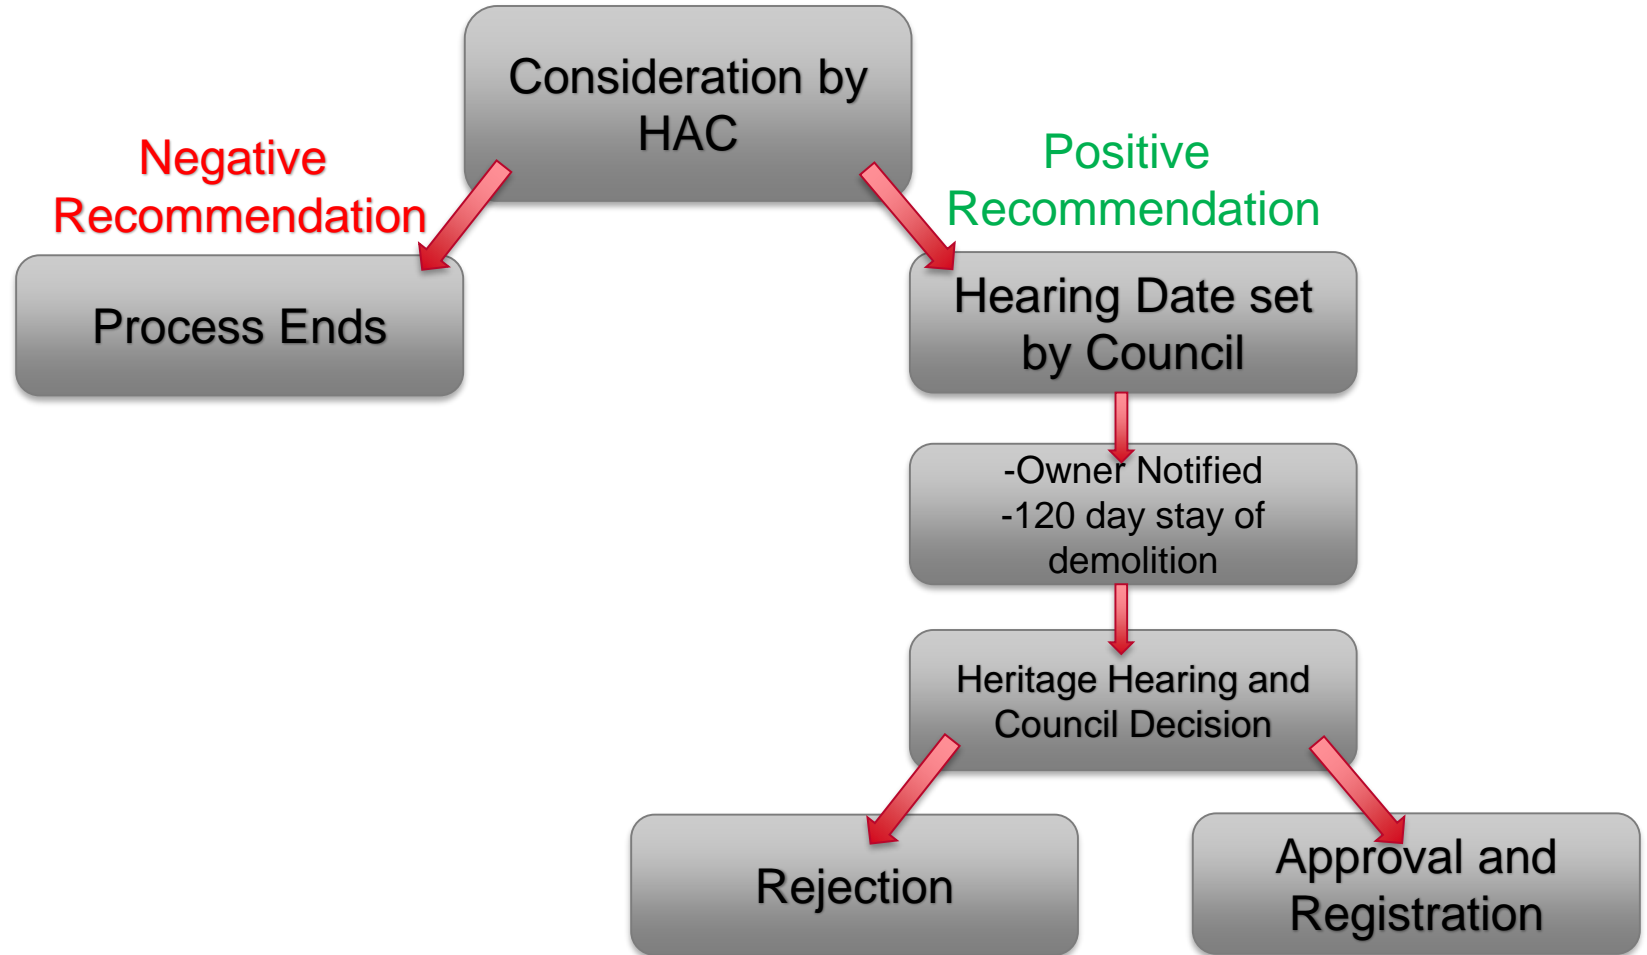 Consideration by
HAC
Negative
Recommendation
Positive
Recommendation
Process Ends
Hearing Date set
by Council
-Owner Notified
-120 day stay of
demolition
Heritage Hearing and
Council Decision
Rejection
Approval and
Registration